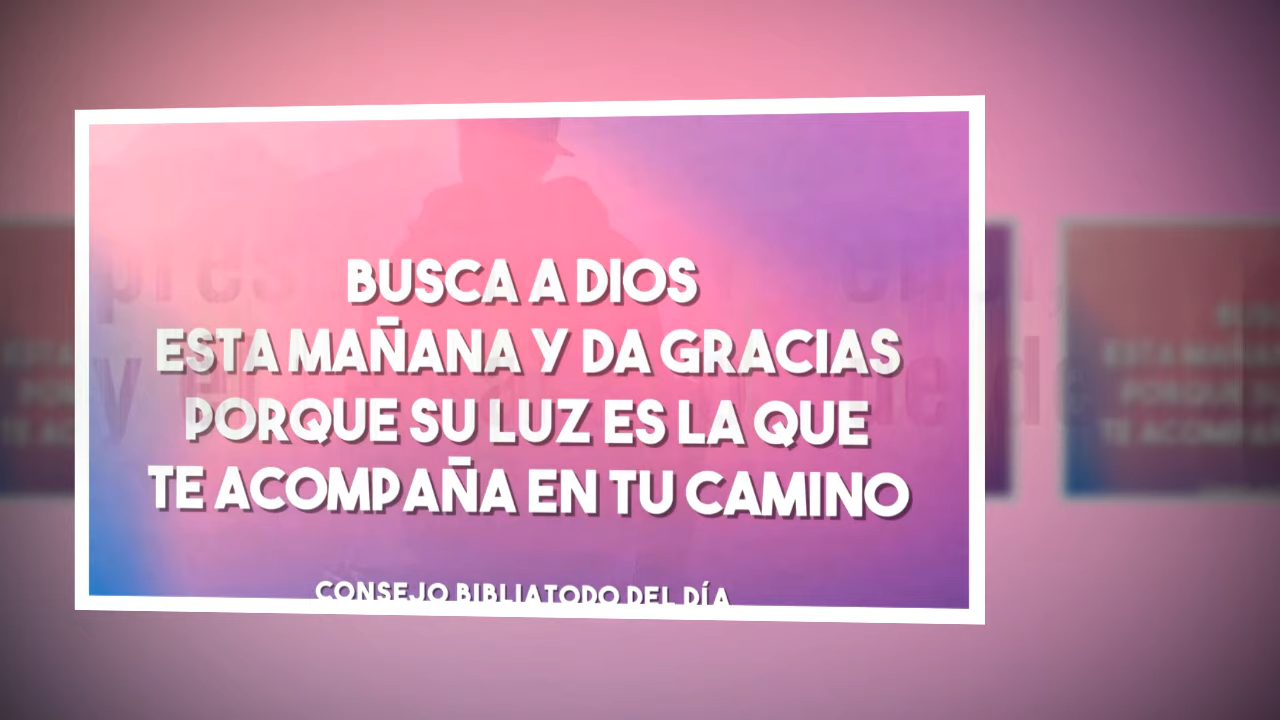 BUSCA A DIOS
ESTA MAÑANA Y DA GRACIAS
PORQUE SU LUZ ES LA QUE
TE ACOMPAÑA EN TU CAMINO
CONSEJO BIBLIATODO DEL DÍA